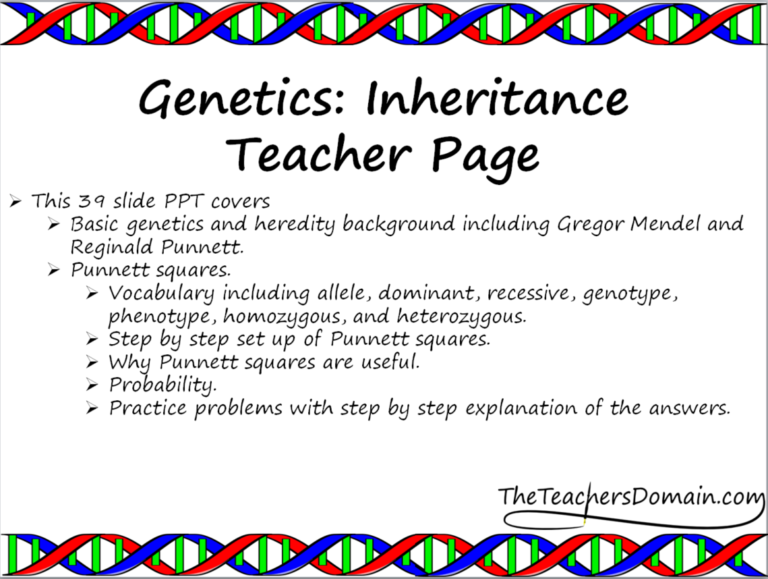 Genetics: Inheritance
Teacher Page
➢ This 39 slide PPT covers
➢ Basic genetics and heredity background including Gregor Mendel and
Reginald Punnett.
➢ Punnett squares.
➢ Vocabulary including allele, dominant, recessive, genotype,
phenotype, homozygous, and heterozygous.
➢ Step by step set up of Punnett squares.
➢ Why Punnett squares are useful.
➢ Probability.
➢ Practice problems with step by step explanation of the answers.
TheTeachersDomain.com